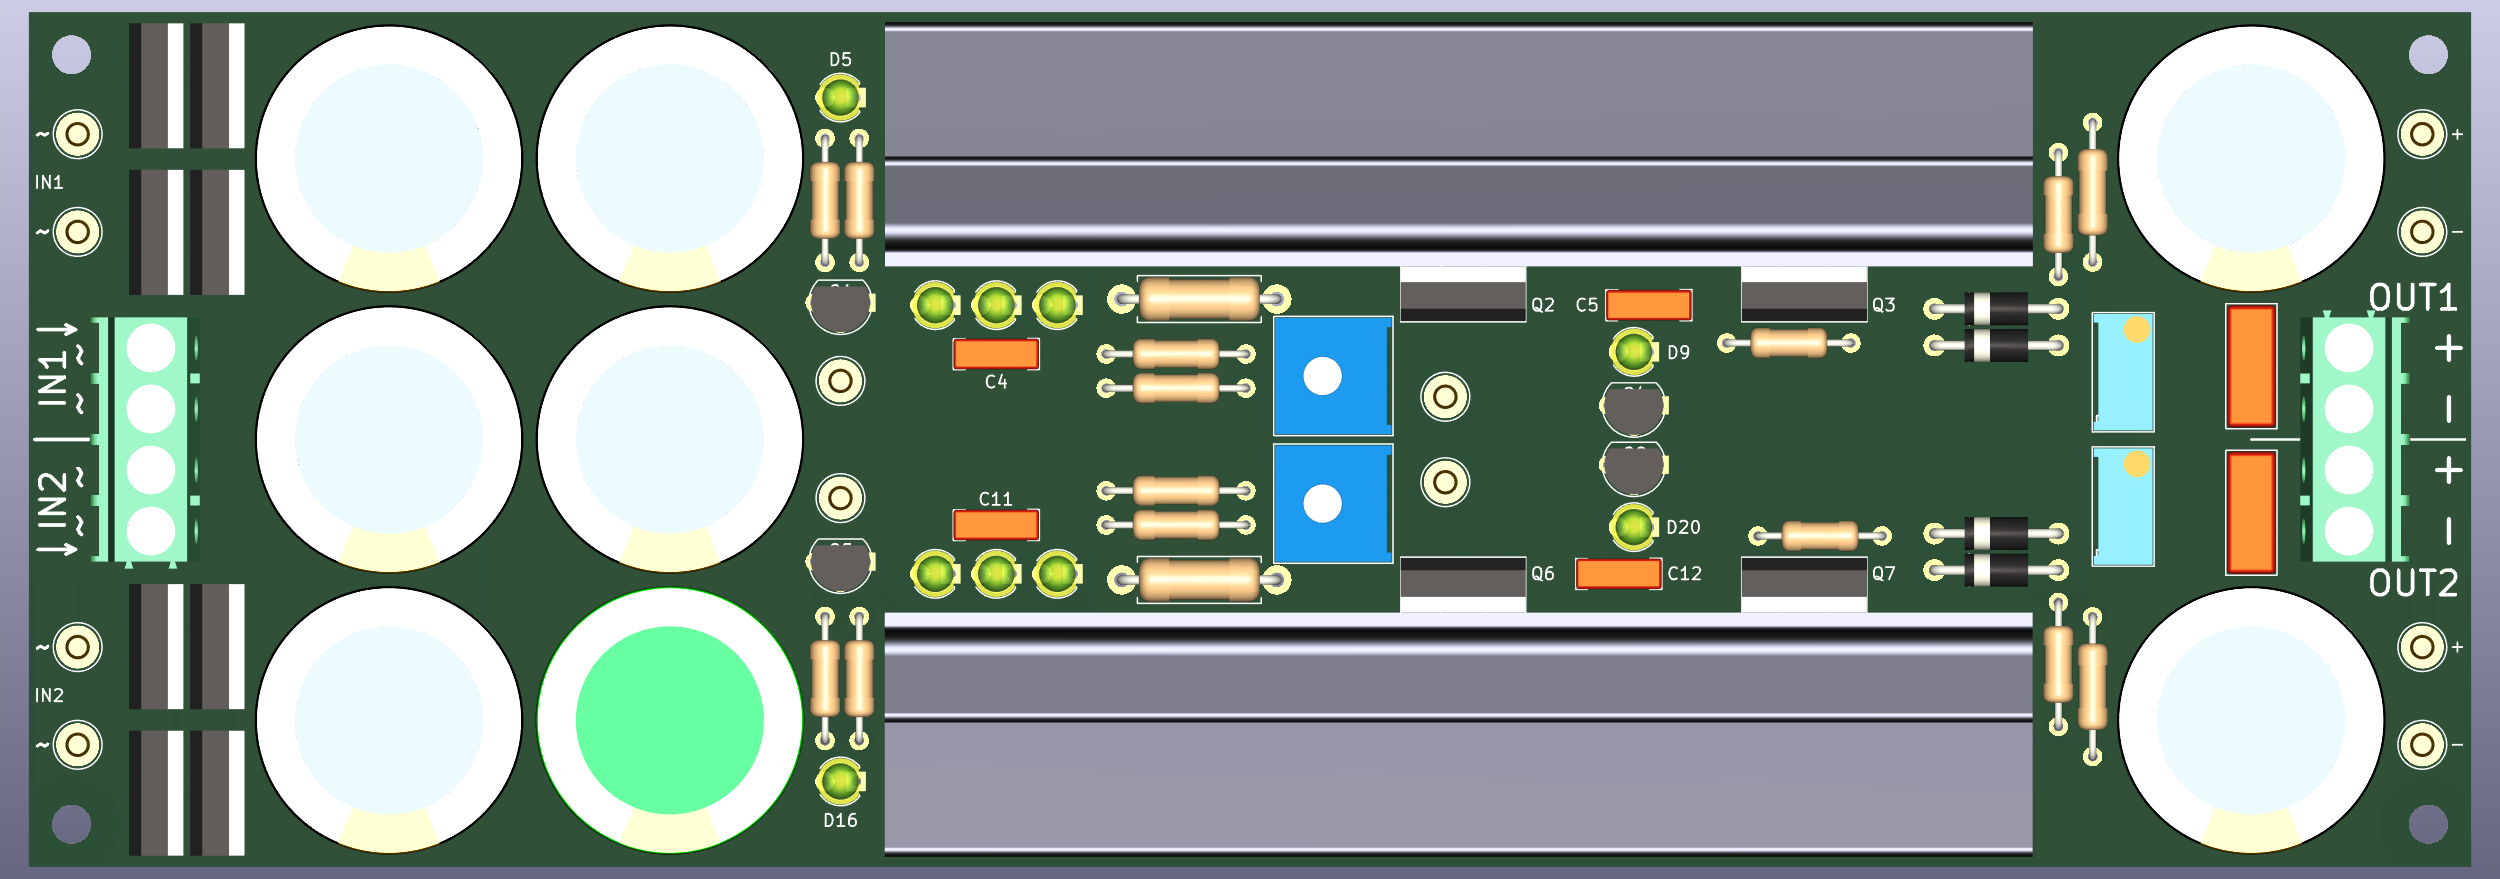 D5
IN1
~
~
+
−
OUT1
Q2
C5
Q3
D9
C4
IN1 ~ ~
+
−
IN2 ~ ~
+
−
C11
D20
Q6
C12
Q7
OUT2
~
~
IN2
+
−
D16